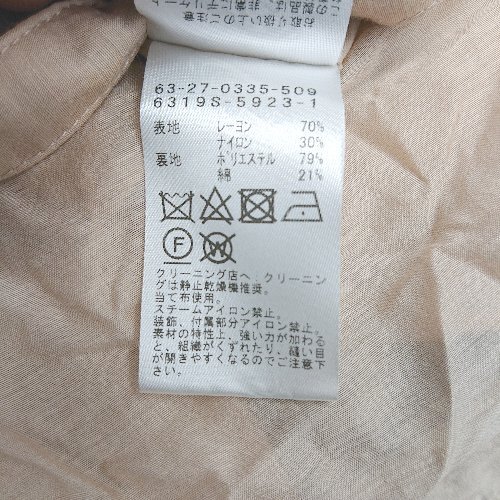 63-27-0335-509
6319S-5923-1
表地 レーヨン 70%
ナイロン 30%
裏地 ポリエステル 79%
綿 21%
F
W
クリーニング店へ、クリーニン
グは静止乾燥機推奨。
当て布使用。
スチームアイロン禁止。
装飾、付属部分アイロン禁止。
素材の特性上、強い力が加わる
と、組織がくずれたり、縫い目
が開きやすくなるのでご注意下
さい。